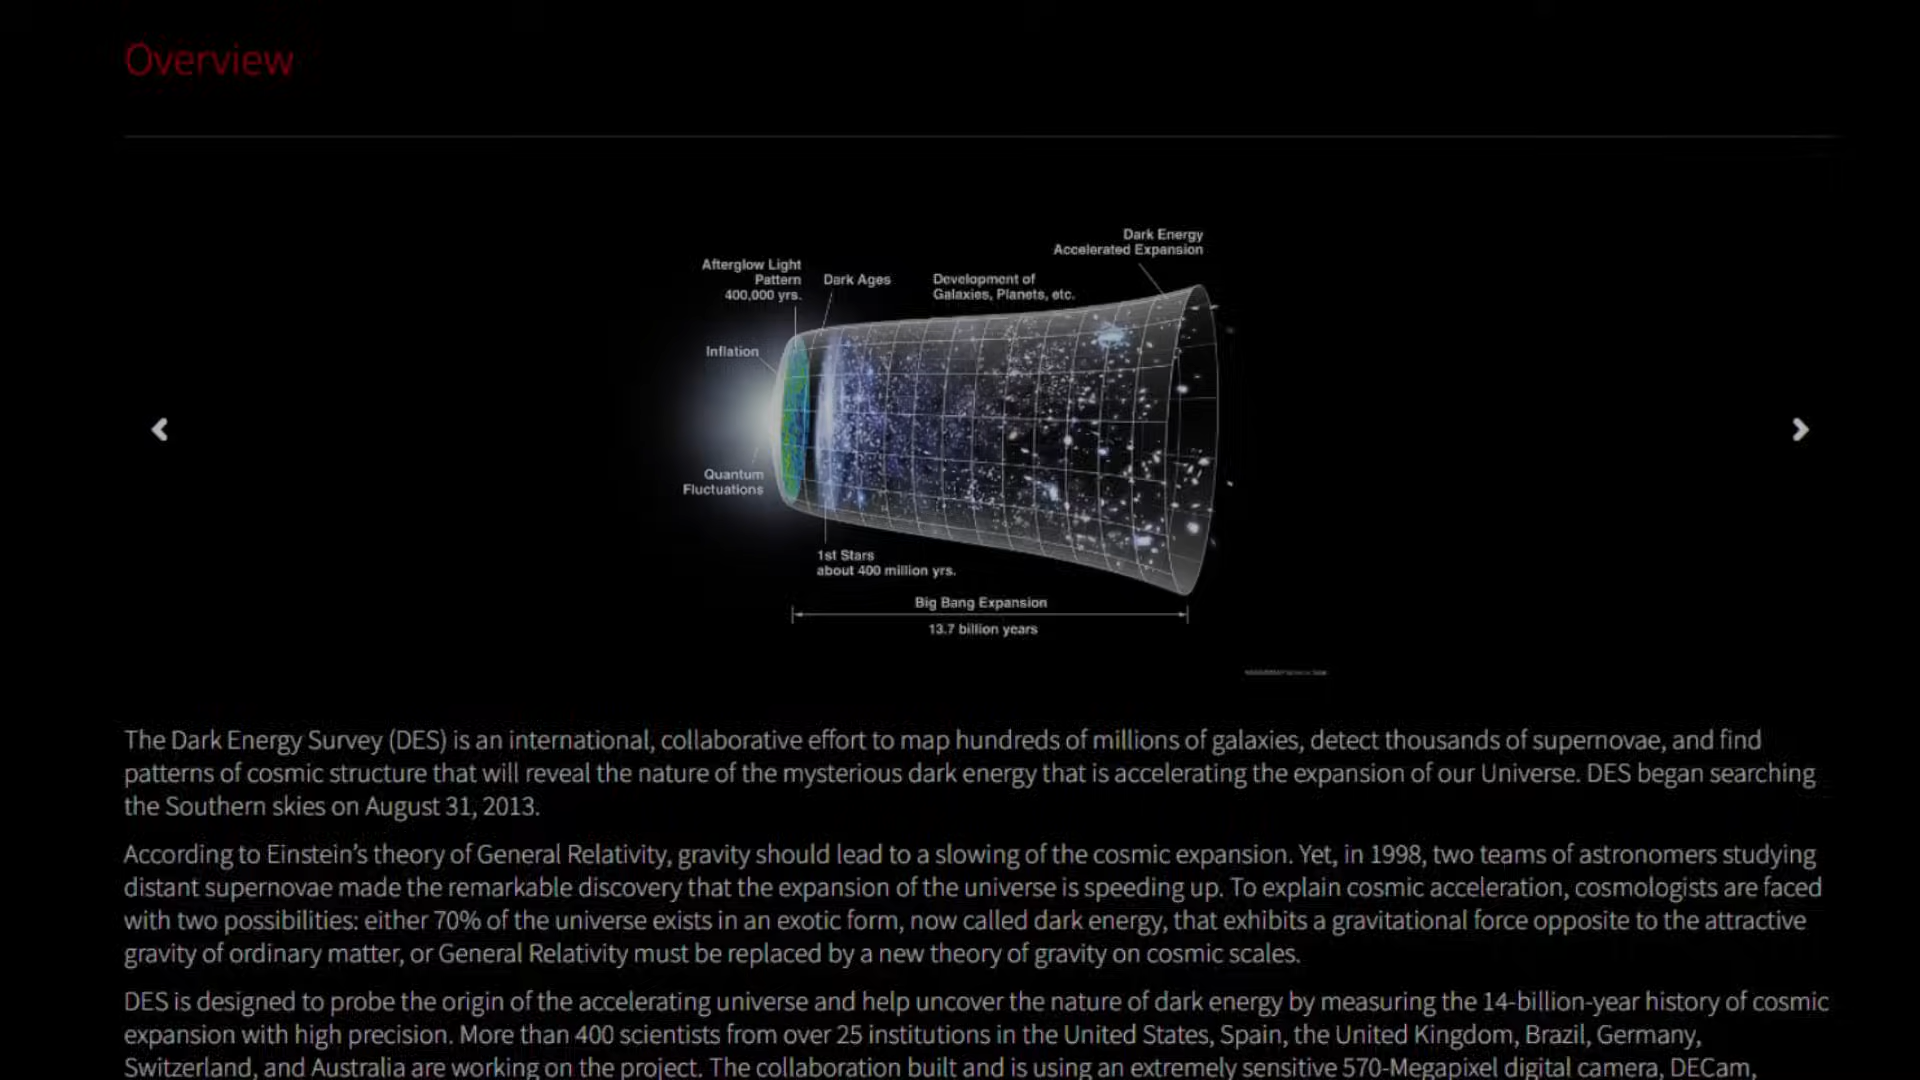 Overview
Dark Energy
Accelerated Expansion
Afterglow Light
Pattern
400,000 yrs.
Dark Ages
Development of
Galaxies, Planets, etc.
Inflation
Quantum
Fluctuations
1st Stars
about 400 million yrs.
Big Bang Expansion
13.7 billion years
The Dark Energy Survey (DES) is an international, collaborative effort to map hundreds of millions of galaxies, detect thousands of supernovae, and find
patterns of cosmic structure that will reveal the nature of the mysterious dark energy that is accelerating the expansion of our Universe. DES began searching
the Southern skies on August 31, 2013.
According to Einstein’s theory of General Relativity, gravity should lead to a slowing of the cosmic expansion. Yet, in 1998, two teams of astronomers studying
distant supernovae made the remarkable discovery that the expansion of the universe is speeding up. To explain cosmic acceleration, cosmologists are faced
with two possibilities: either 70% of the universe exists in an exotic form, now called dark energy, that exhibits a gravitational force opposite to the attractive
gravity of ordinary matter, or General Relativity must be replaced by a new theory of gravity on cosmic scales.
DES is designed to probe the origin of the accelerating universe and help uncover the nature of dark energy by measuring the 14-billion-year history of cosmic
expansion with high precision. More than 400 scientists from over 25 institutions in the United States, Spain, the United Kingdom, Brazil, Germany,
Switzerland, and Australia are working on the project. The collaboration built and is using an extremely sensitive 570-Megapixel digital camera, DECam,